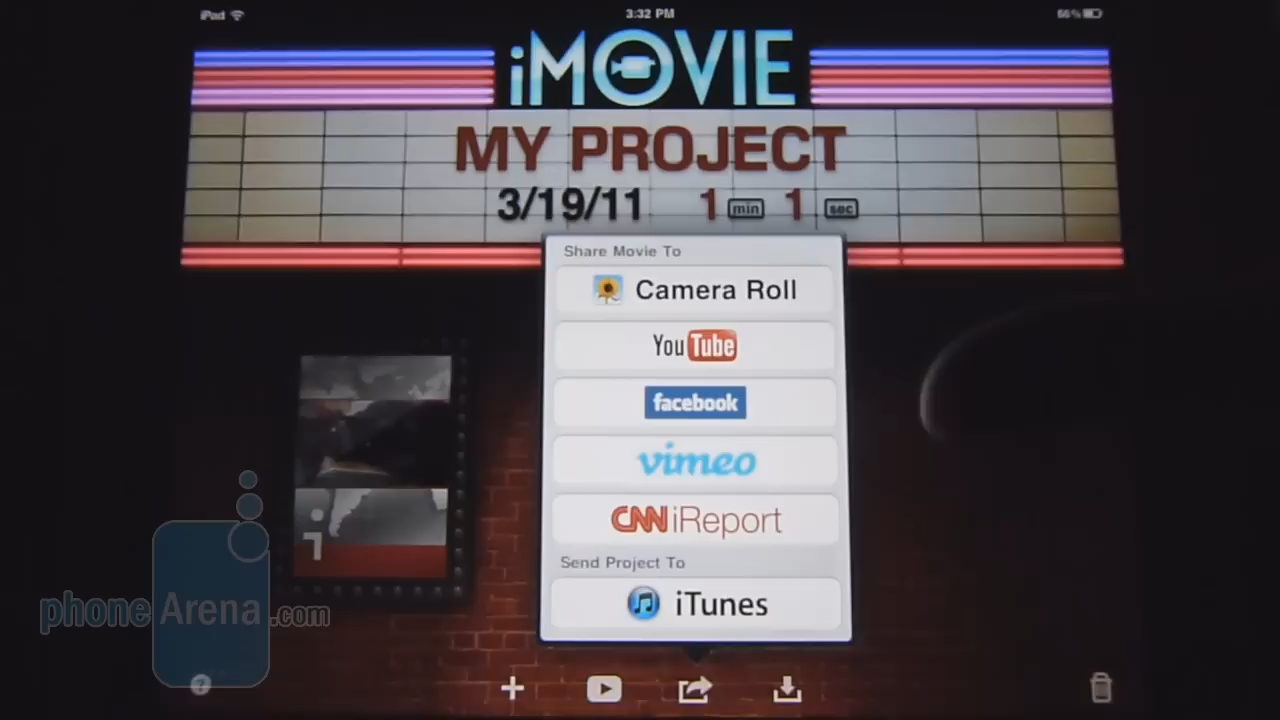 iPad
3:32 PM
66%
iMOVIE
MY PROJECT
3/19/11 1 min 1 sec
Share Movie To
Camera Roll
YouTube
facebook
vimeo
CNN iReport
Send Project To
iTunes
i
phoneArena.com
?